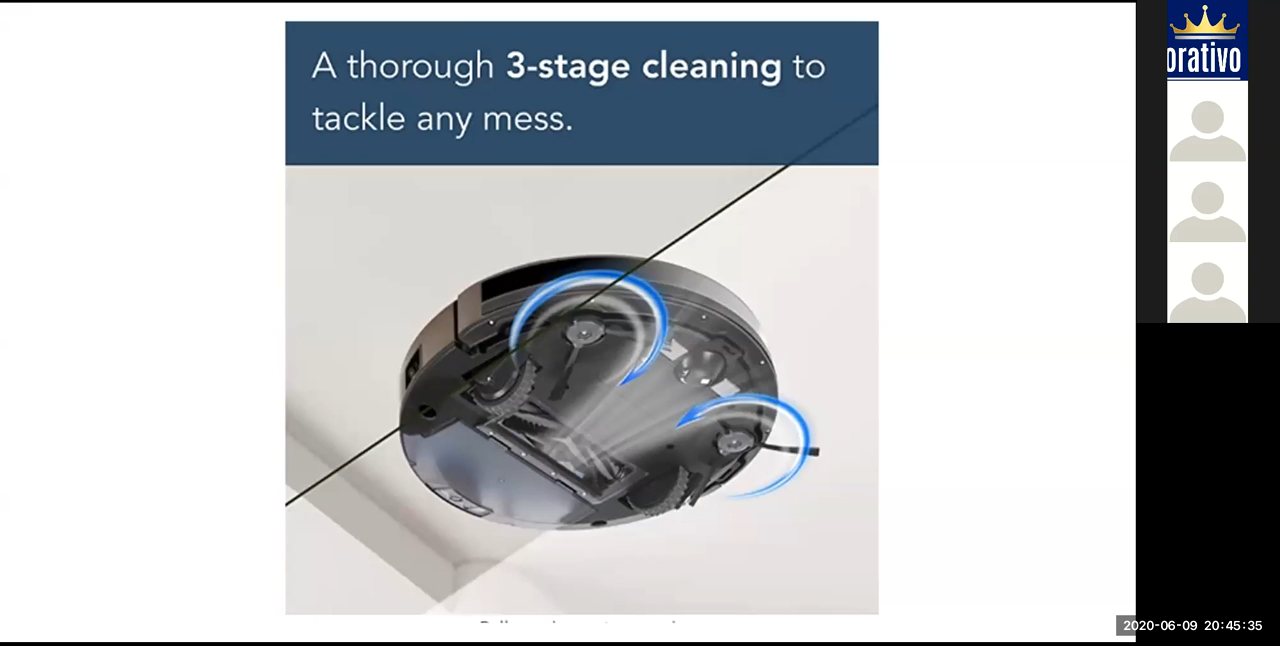 A thorough 3-stage cleaning to
tackle any mess.
orativo
2020-06-09 20:45:35